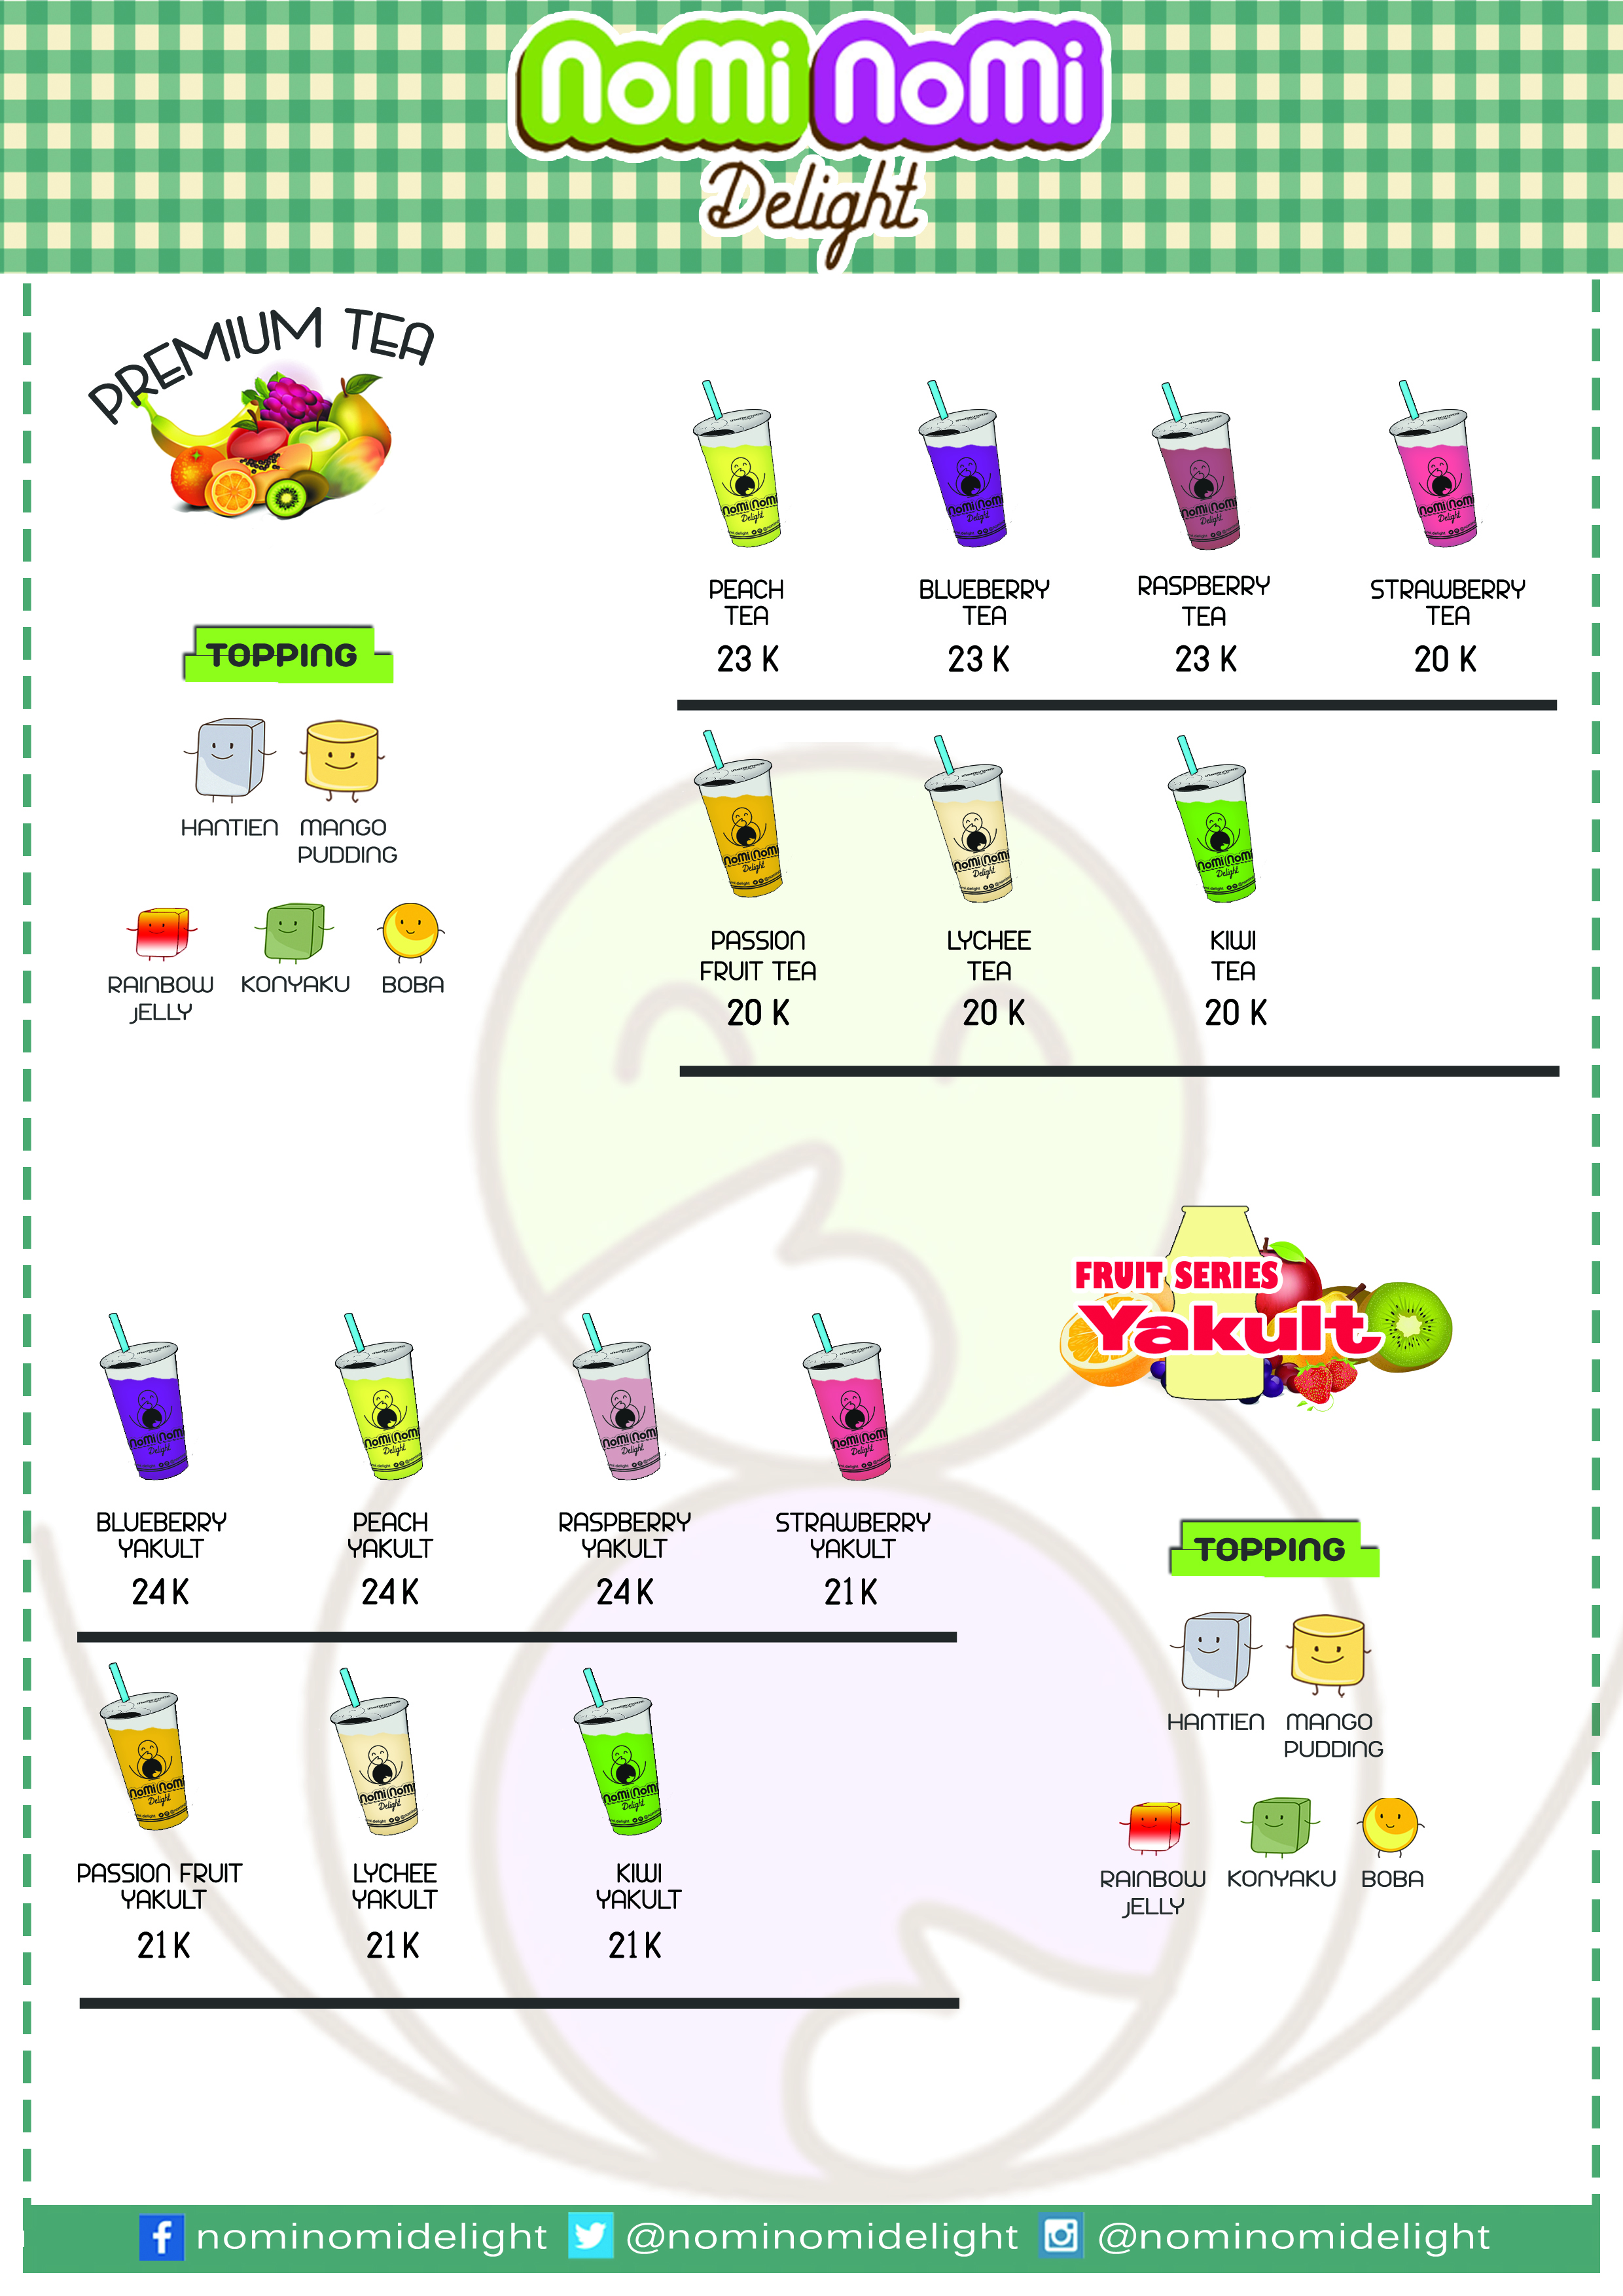 nomi nomi
Delight
PREMIUM TEA
TOPPING
HANTIEN
MANGO
PUDDING
RAINBOW
JELLY
KONYAKU
BOBA
PEACH
TEA
23 K
BLUEBERRY
TEA
23 K
RASPBERRY
TEA
23 K
STRAWBERRY
TEA
20 K
PASSION
FRUIT TEA
20 K
LYCHEE
TEA
20 K
KIWI
TEA
20 K
FRUIT SERIES
Yakult
BLUEBERRY
YAKULT
24 K
PEACH
YAKULT
24 K
RASPBERRY
YAKULT
24 K
STRAWBERRY
YAKULT
21 K
PASSION FRUIT
YAKULT
21 K
LYCHEE
YAKULT
21 K
KIWI
YAKULT
21 K
TOPPING
HANTIEN
MANGO
PUDDING
RAINBOW
JELLY
KONYAKU
BOBA
nominomidelight @nominomidelight @nominomidelight